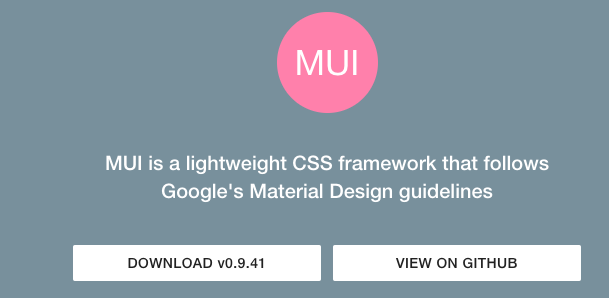 MUI
MUI is a lightweight CSS framework that follows
Google's Material Design guidelines
DOWNLOAD v0.9.41
VIEW ON GITHUB